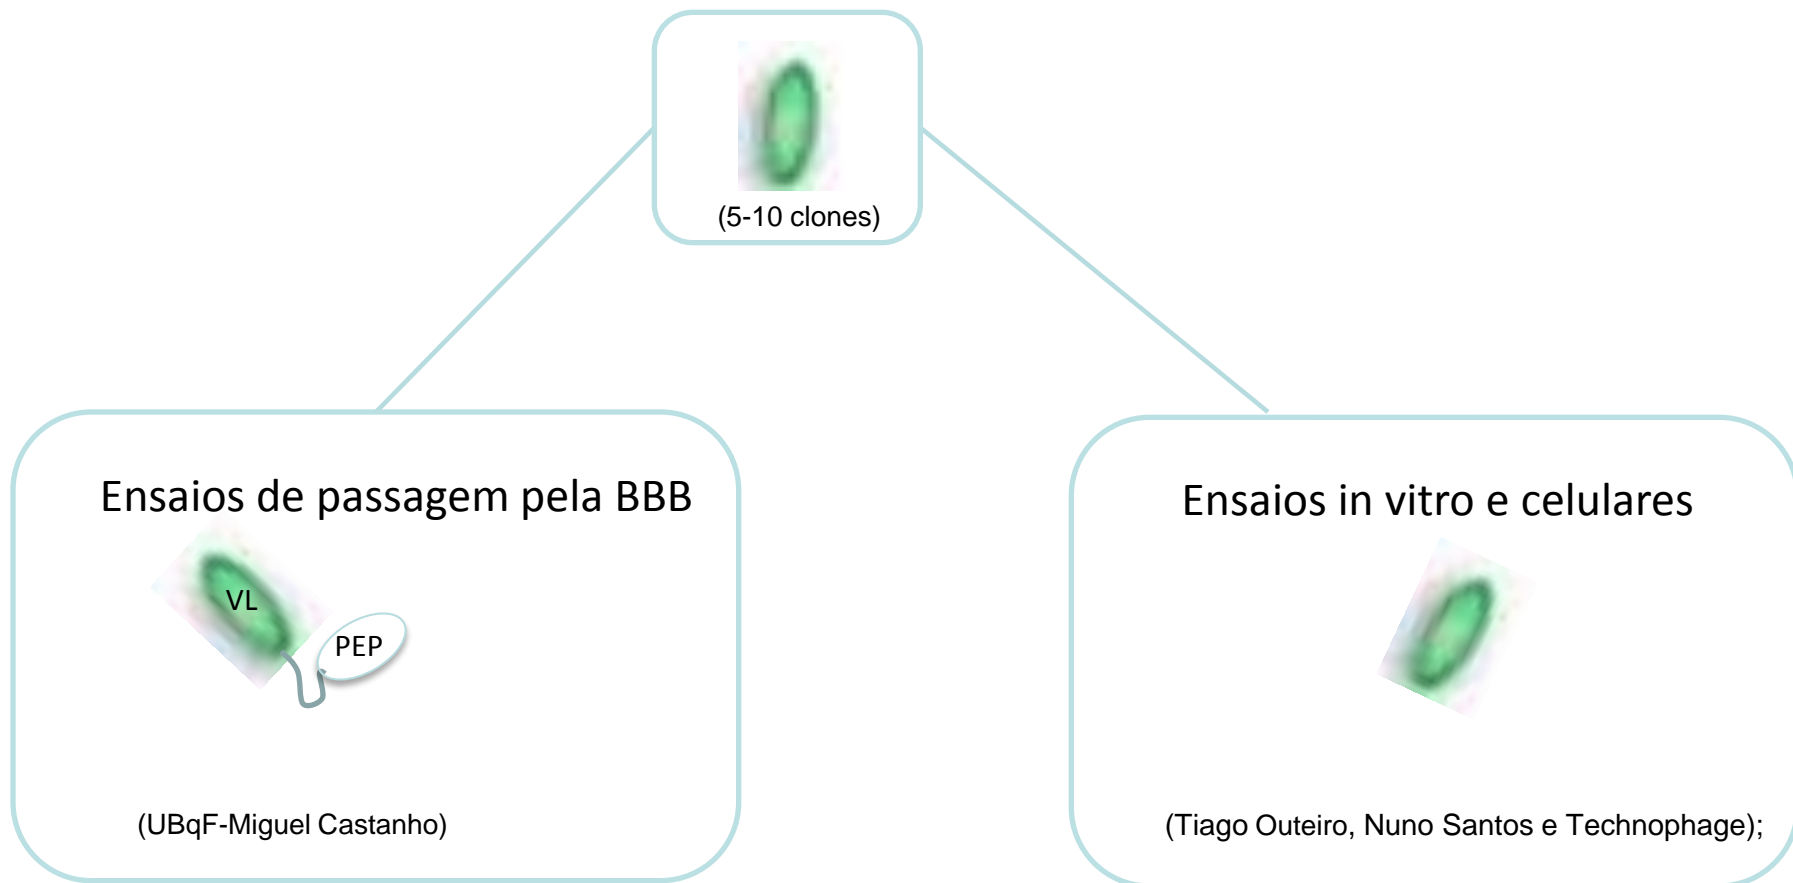 (5-10 clones)
Ensaios de passagem pela BBB
VL
PEP
(UBqF-Miguel Castanho)
Ensaios in vitro e celulares
(Tiago Outeiro, Nuno Santos e Technophage);